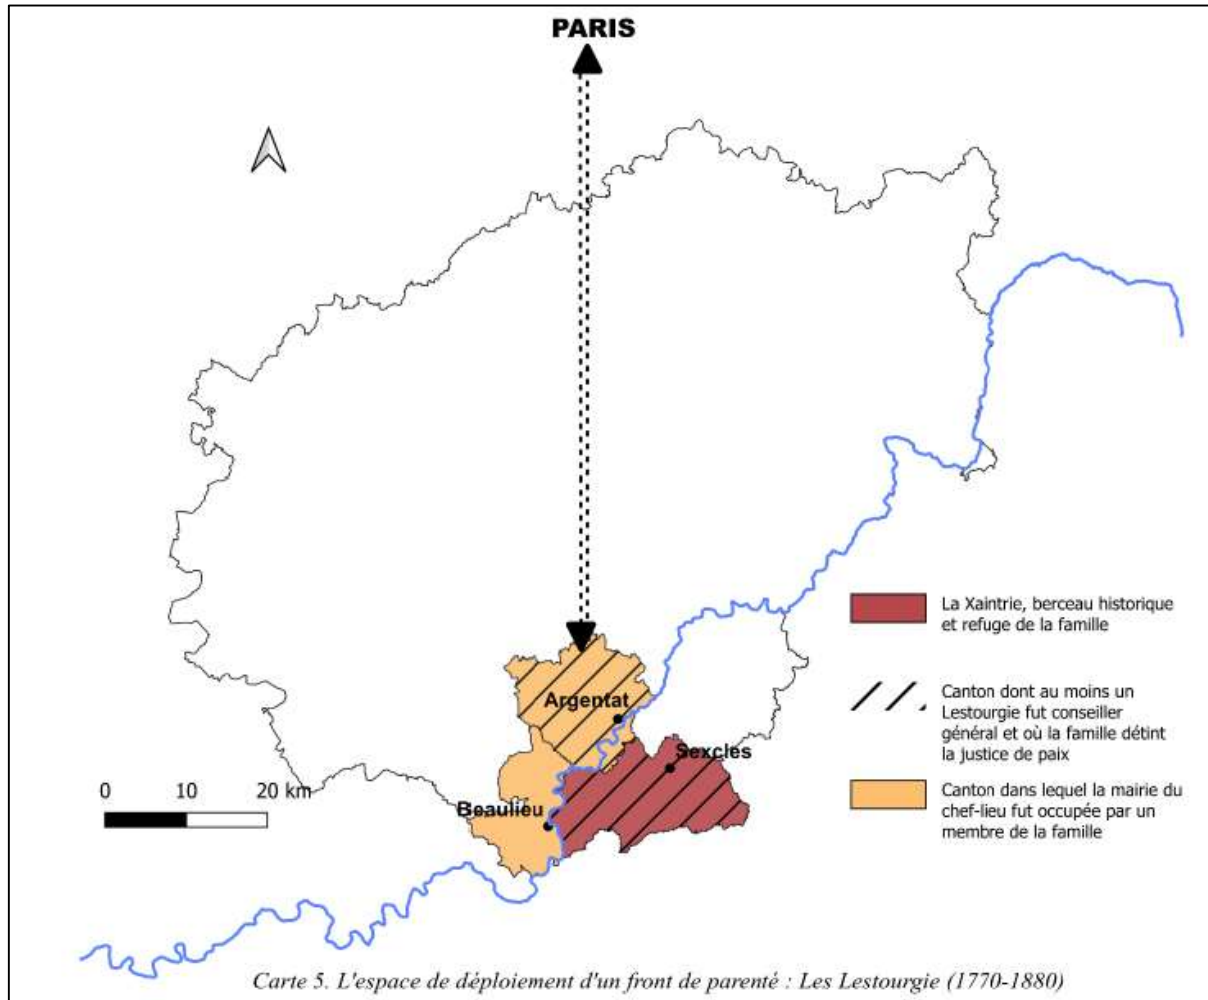 PARIS
La Xaintrie, berceau historique
et refuge de la famille
Argentat
Canton dont au moins un
Lestourgie fut conseiller
général et où la famille détint
la justice de paix
Sexcles
0 10 20 km
Beaulieu
Canton dans lequel la mairie du
chef-lieu fut occupée par un
membre de la famille
Carte 5. L'espace de déploiement d'un front de parenté : Les Lestourgie (1770-1880)